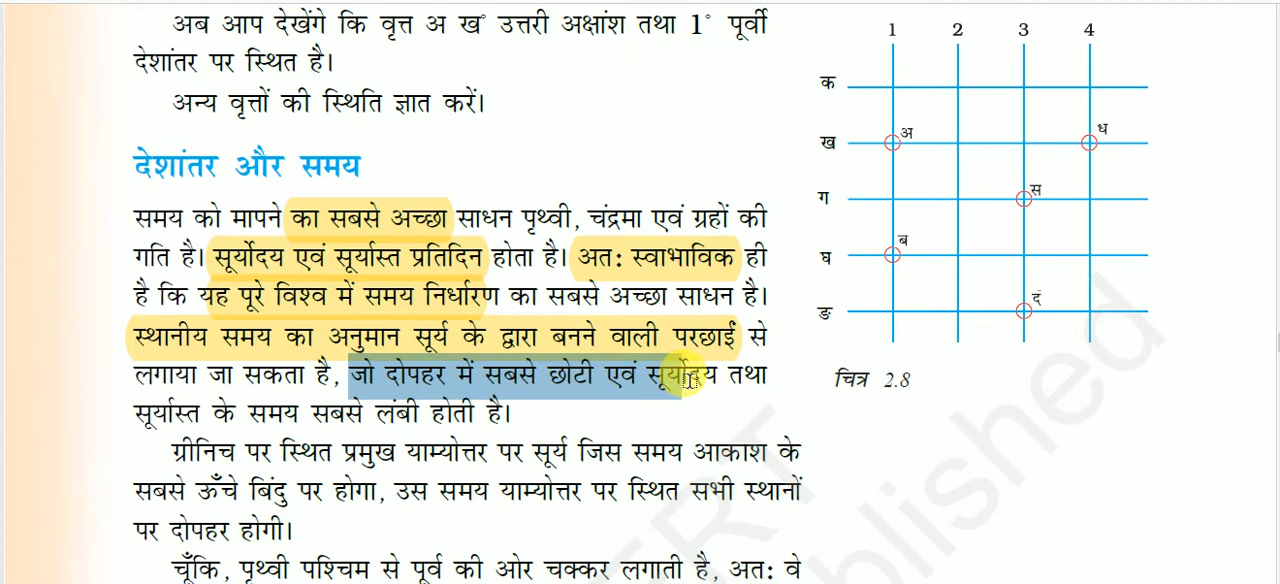 अब आप देखेंगे कि वृत्त अ ख° उत्तरी अक्षांश तथा 1° पूर्वी
देशांतर पर स्थित है।
अन्य वृत्तों की स्थिति ज्ञात करें।
देशांतर और समय
समय को मापने का सबसे अच्छा साधन पृथ्वी, चंद्रमा एवं ग्रहों की
गति है। सूर्योदय एवं सूर्यास्त प्रतिदिन होता है। अतः स्वाभाविक ही
है कि यह पूरे विश्व में समय निर्धारण का सबसे अच्छा साधन है।
स्थानीय समय का अनुमान सूर्य के द्वारा बनने वाली परछाईं से
लगाया जा सकता है, जो दोपहर में सबसे छोटी एवं सूर्योदय तथा
सूर्यास्त के समय सबसे लंबी होती है।
ग्रीनिच पर स्थित प्रमुख याम्योत्तर पर सूर्य जिस समय आकाश के
सबसे ऊँचे बिंदु पर होगा, उस समय याम्योत्तर पर स्थित सभी स्थानों
पर दोपहर होगी।
चूँकि, पृथ्वी पश्चिम से पूर्व की ओर चक्कर लगाती है, अतः वे
1 2 3 4
क
ख अ ध
ग स
घ ब
ङ द
चित्र 2.8